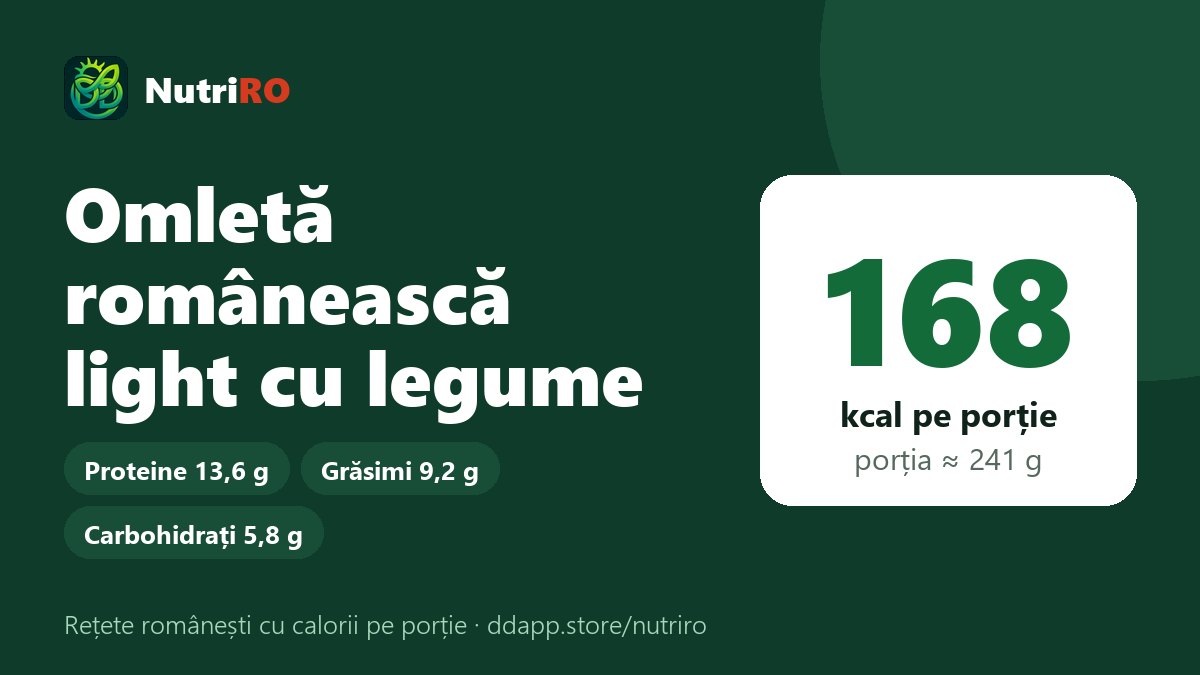 NutriRO
Omletă
românească
light cu legume
168
kcal pe porție
porția ≈ 241 g
Proteine 13,6 g
Grăsimi 9,2 g
Carbohidrați 5,8 g
Rețete românești cu calorii pe porție · ddapp.store/nutriro